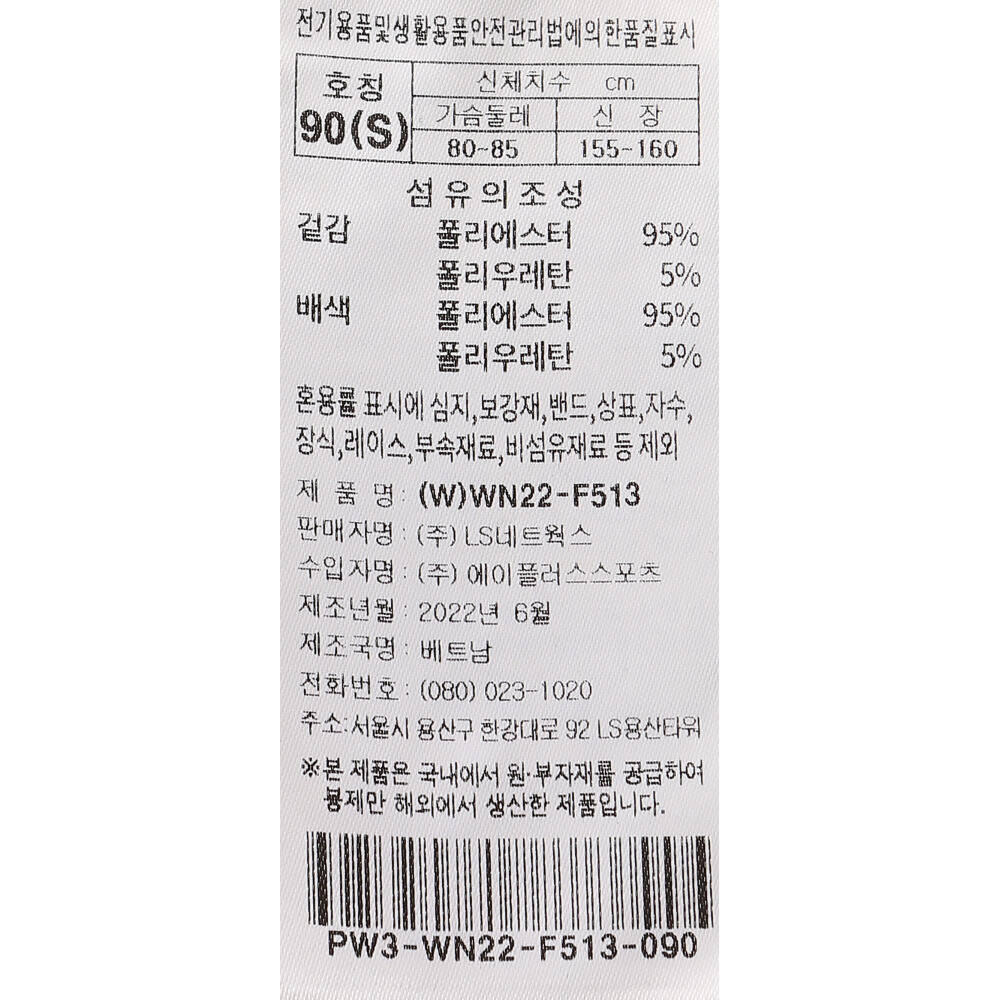 전기용품및생활용품안전관리법에의한품질표시
호칭 신체치수 cm
90(S) 가슴둘레 신 장
80~85 155~160
섬유의조성
겉감 폴리에스터 95%
폴리우레탄 5%
배색 폴리에스터 95%
폴리우레탄 5%
혼용률 표시에 심지,보강재,밴드,상표,자수,
장식,레이스,부속재료,비섬유재료 등 제외
제 품 명 : (W)WN22-F513
판매자명 : (주) LS네트웍스
수입자명 : (주) 에이플러스스포츠
제조년월 : 2022년 6월
제조국명 : 베트남
전화번호 : (080) 023-1020
주소:서울시 용산구 한강대로 92 LS용산타워
※본 제품은 국내에서 원·부자재를 공급하여
봉제만 해외에서 생산한 제품입니다.
PW3-WN22-F513-090